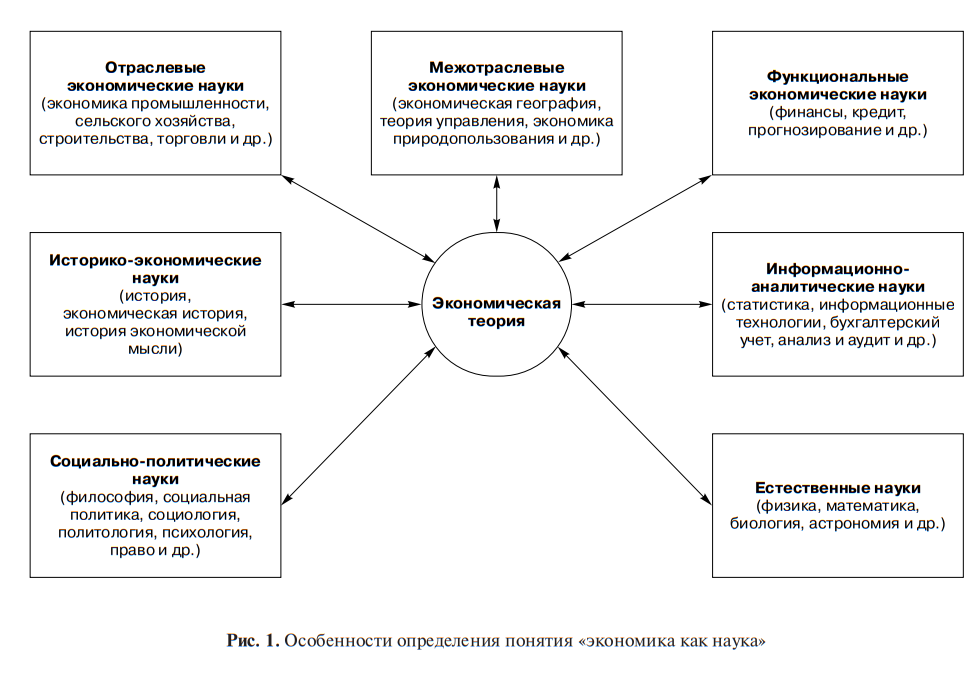 Отраслевые
экономические науки
(экономика промышленности,
сельского хозяйства,
строительства, торговли и др.)
Межотраслевые
экономические науки
(экономическая география,
теория управления, экономика
природопользования и др.)
Функциональные
экономические науки
(финансы, кредит,
прогнозирование и др.)
Историко-экономические
науки
(история,
экономическая история,
история экономической
мысли)
Экономическая
теория
Информационно-
аналитические науки
(статистика, информационные
технологии, бухгалтерский
учет, анализ и аудит и др.)
Социально-политические
науки
(философия, социальная
политика, социология,
политология, психология,
право и др.)
Естественные науки
(физика, математика,
биология, астрономия и др.)
Рис. 1. Особенности определения понятия «экономика как наука»